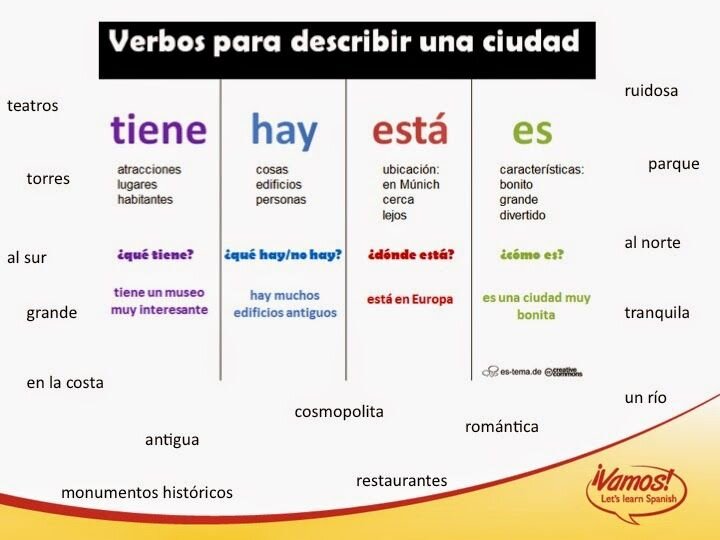 Verbos para describir una ciudad
teatros
torres
al sur
grande
en la costa
tiene
atracciones
lugares
habitantes
¿qué tiene?
tiene un museo
muy interesante
hay
cosas
edificios
personas
¿qué hay/no hay?
hay muchos
edificios antiguos
está
ubicación:
en Múnich
cerca
lejos
¿dónde está?
está en Europa
es
características:
bonito
grande
divertido
¿cómo es?
es una ciudad muy
bonita
es-tema.de
creative
commons
ruidosa
parque
al norte
tranquila
un río
cosmopolita
romántica
antigua
restaurantes
monumentos históricos
¡Vamos!
Let's learn Spanish